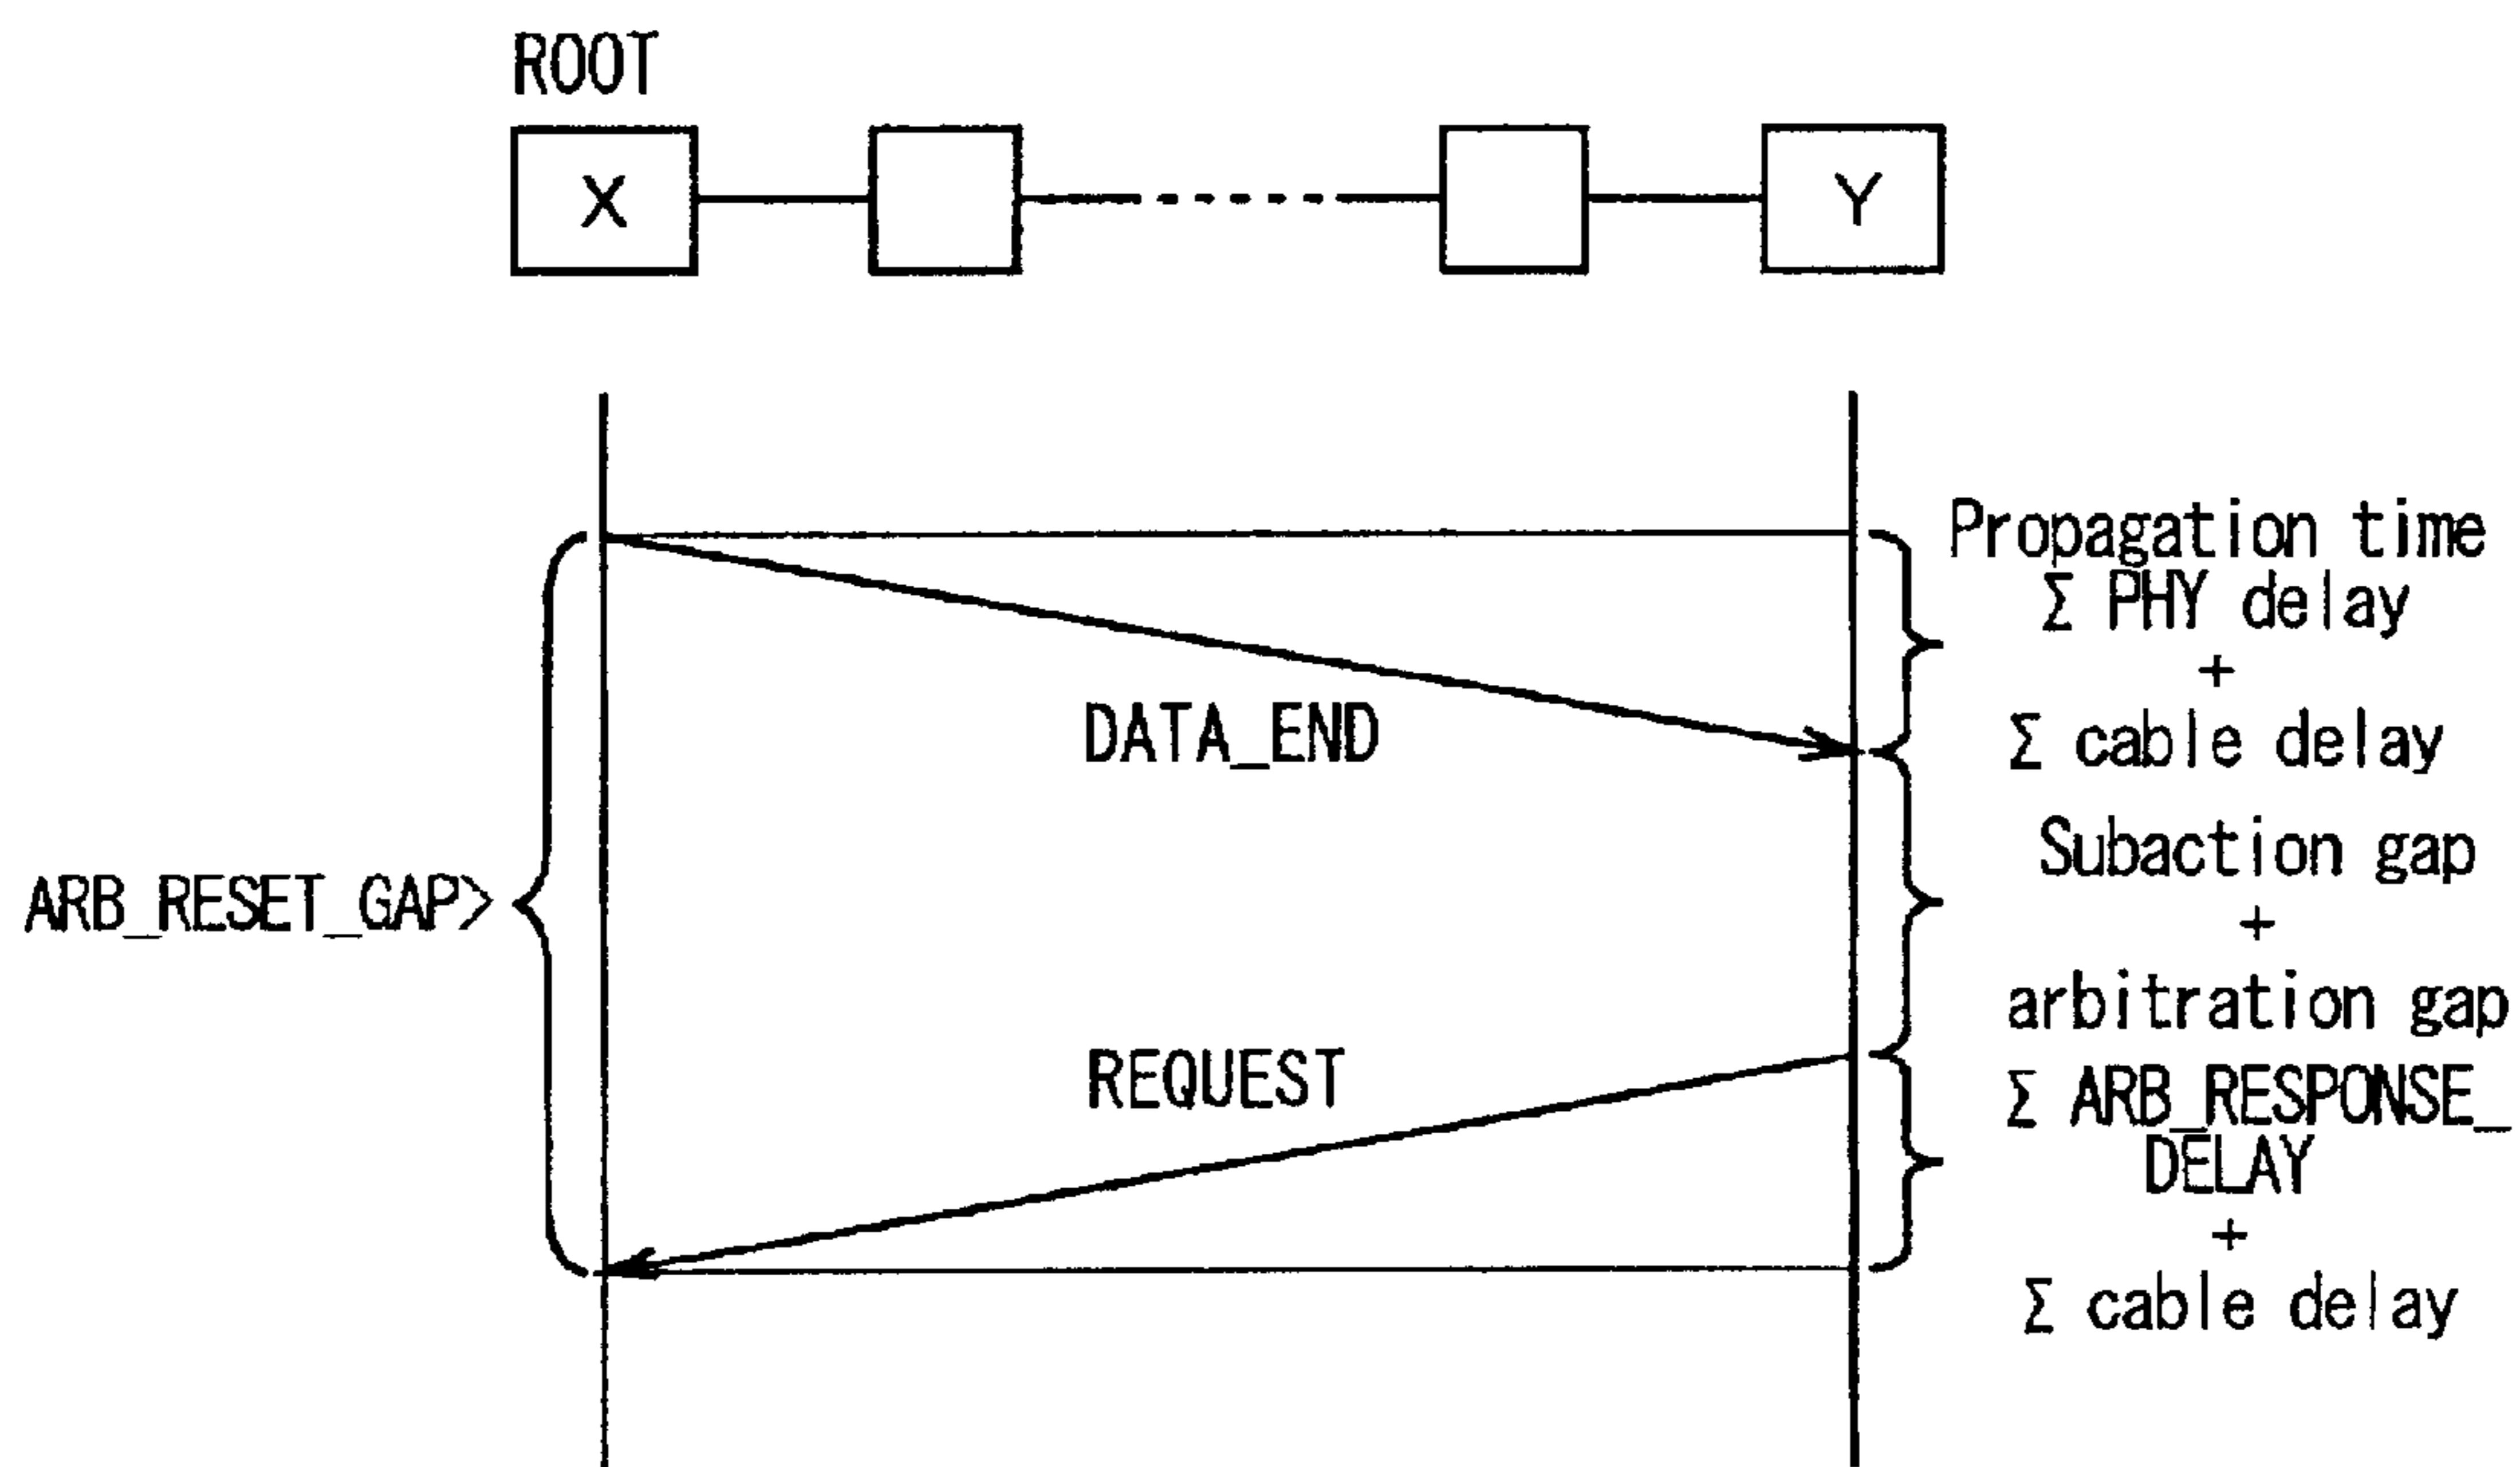 ROOT
X
Y
Propagation time
Σ PHY delay
+
Σ cable delay
DATA_END
Subaction gap
+
ARB_RESET_GAP>
arbitration gap
REQUEST
Σ ARB_RESPONSE_
DELAY
+
Σ cable delay